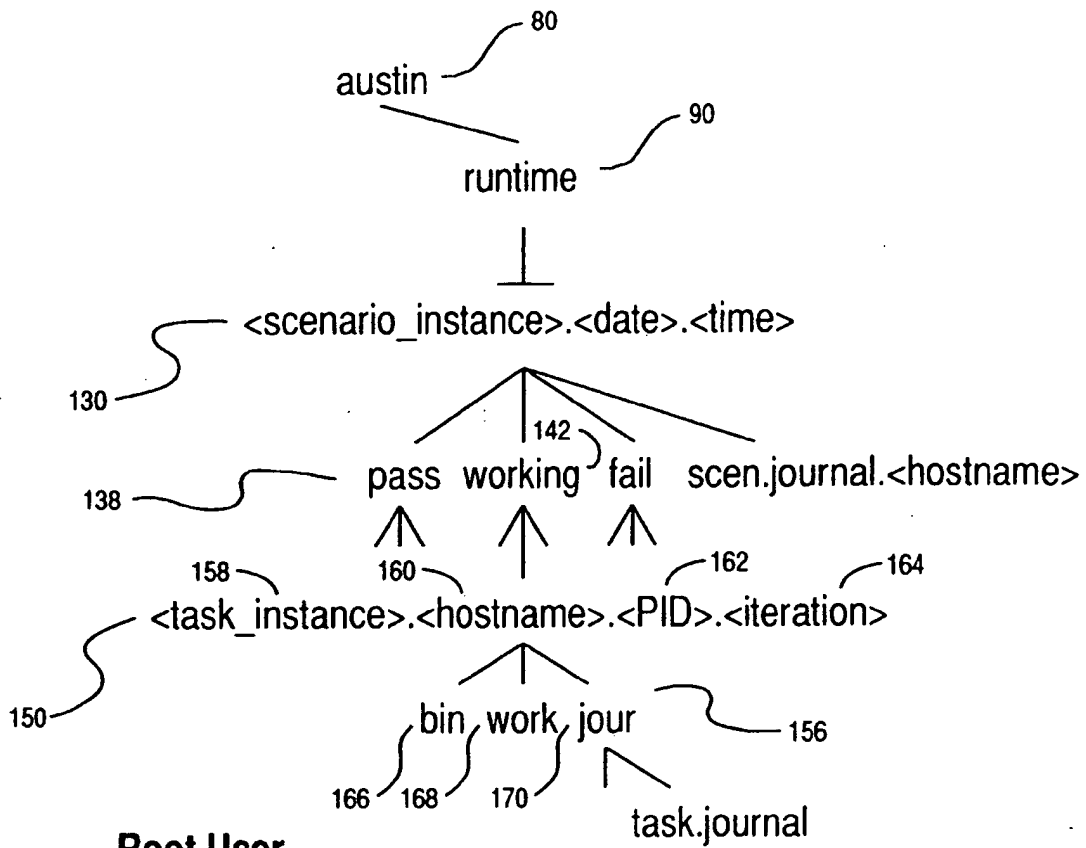 80
austin
90
runtime
<scenario_instance>.<date>.<time>
130
142
pass working fail scen.journal.<hostname>
138
158 160 162 164
<task_instance>.<hostname>.<PID>.<iteration>
150
bin work jour
156
166 168 170
task.journal
Root User